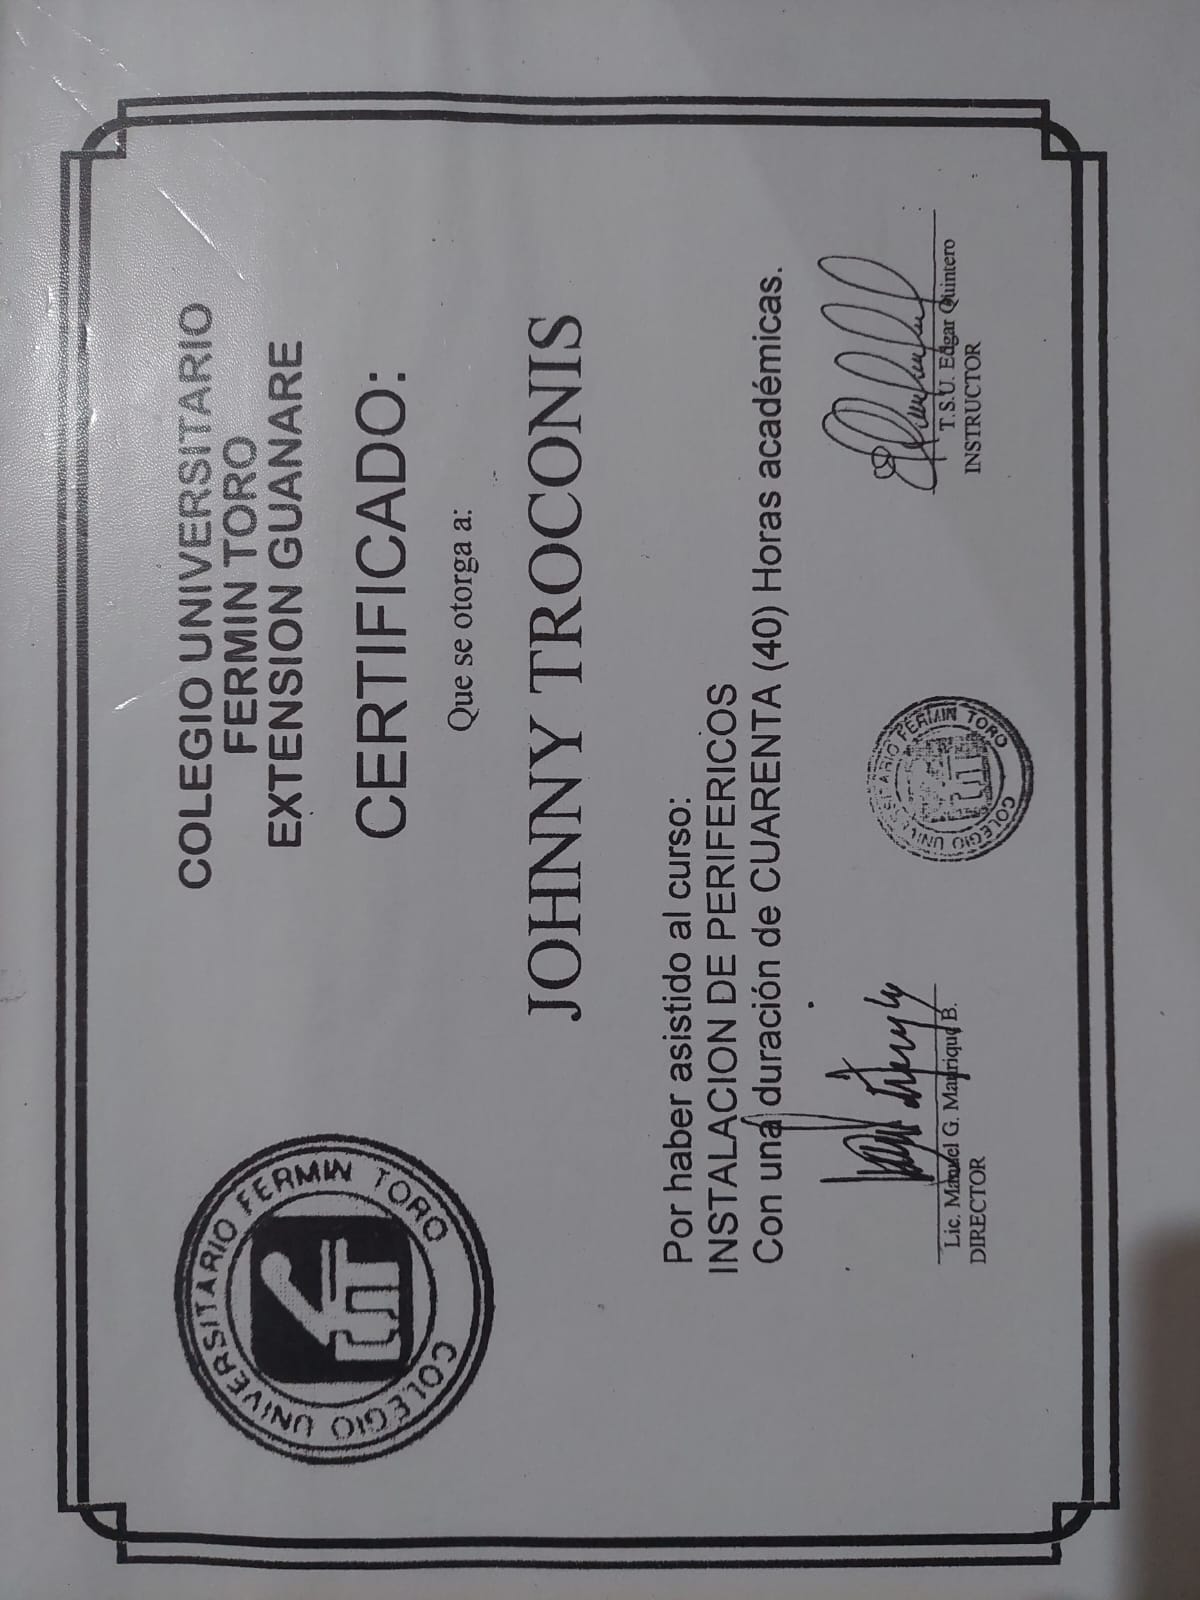 COLEGIO UNIVERSITARIO
FERMIN TORO
EXTENSION GUANARE
COLEGIO UNIVERSITARIO FERMIN TORO
CERTIFICADO:
Que se otorga a:
JOHNNY TROCONIS
Por haber asistido al curso:
INSTALACION DE PERIFERICOS
Con una duración de CUARENTA (40) Horas académicas.
COLEGIO UNIVERSITARIO FERMIN TORO
Lic. Manuel G. Manrique B.
DIRECTOR
T.S.U. Edgar Quintero
INSTRUCTOR